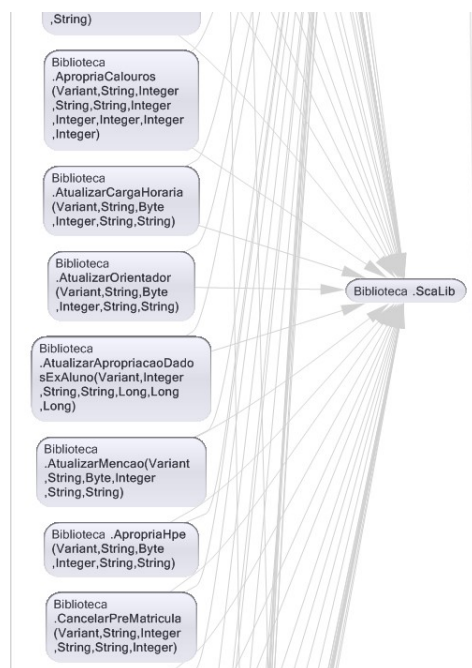 ,String)
Biblioteca
.ApropriaCalouros
(Variant,String,Integer
,String,String,Integer
,Integer,Integer,Integer
,Integer)
Biblioteca
.AtualizarCargaHoraria
(Variant,String,Byte
,Integer,String,String)
Biblioteca
.AtualizarOrientador
(Variant,String,Byte
,Integer,String,String)
Biblioteca .ScaLib
Biblioteca
.AtualizarApropriacaoDado
sExAluno(Variant,Integer
,String,String,Long,Long
,Long)
Biblioteca
.AtualizarMencao(Variant
,String,Byte,Integer
,String,String)
Biblioteca .ApropriaHpe
(Variant,String,Byte
,Integer,String,String)
Biblioteca
.CancelarPreMatricula
(Variant,String,Integer
,String,String,Integer)